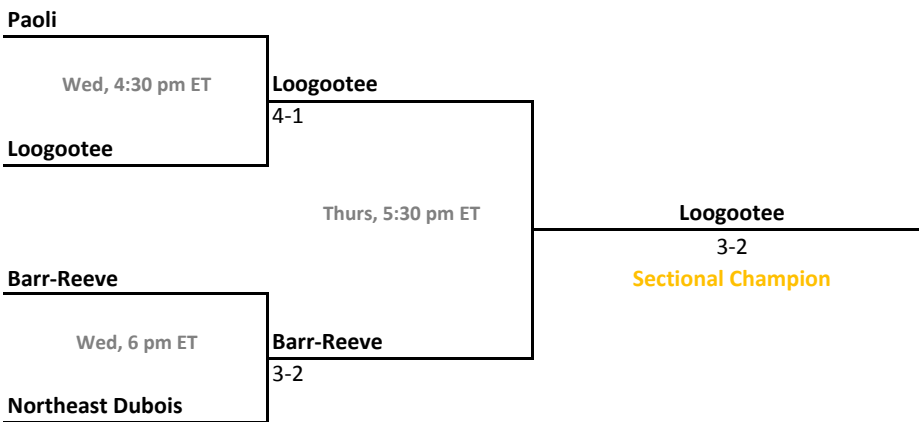 Paoli
Wed, 4:30 pm ET
Loogootee
4-1
Loogootee
Thurs, 5:30 pm ET
Loogootee
3-2
Sectional Champion
Barr-Reeve
Wed, 6 pm ET
Barr-Reeve
3-2
Northeast Dubois